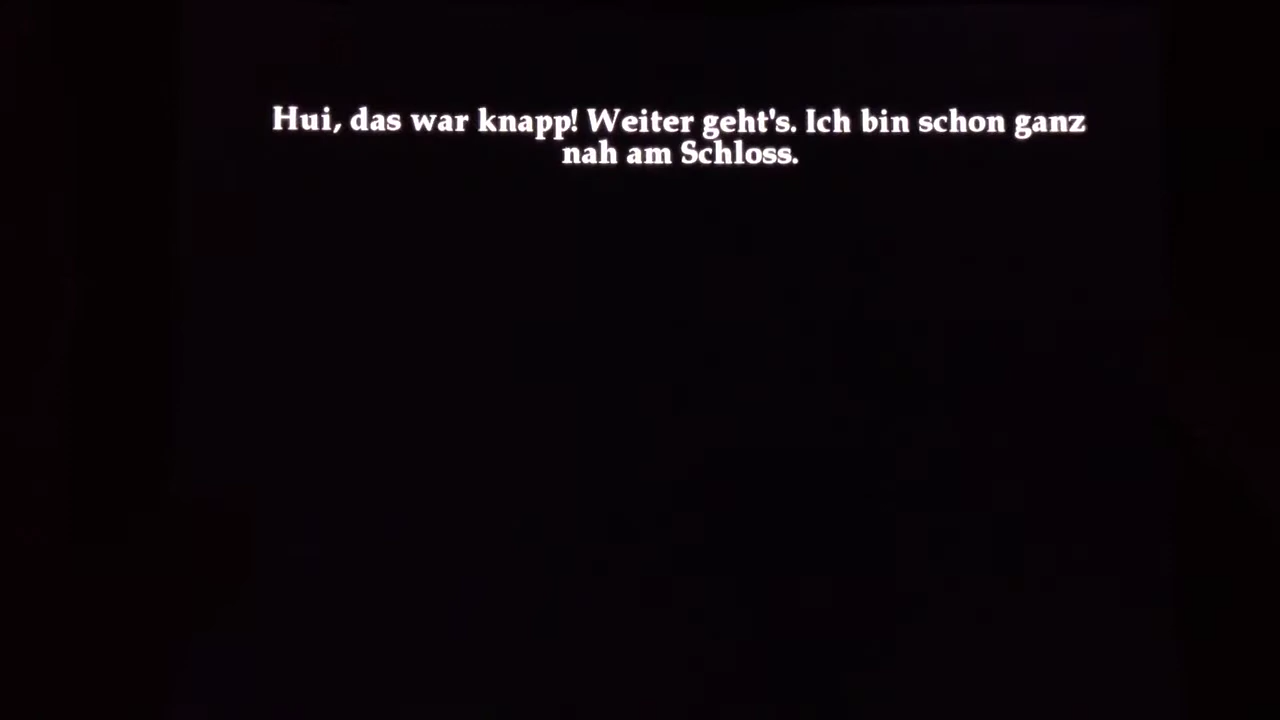 Hui, das war knapp! Weiter geht's. Ich bin schon ganz
nah am Schloss.